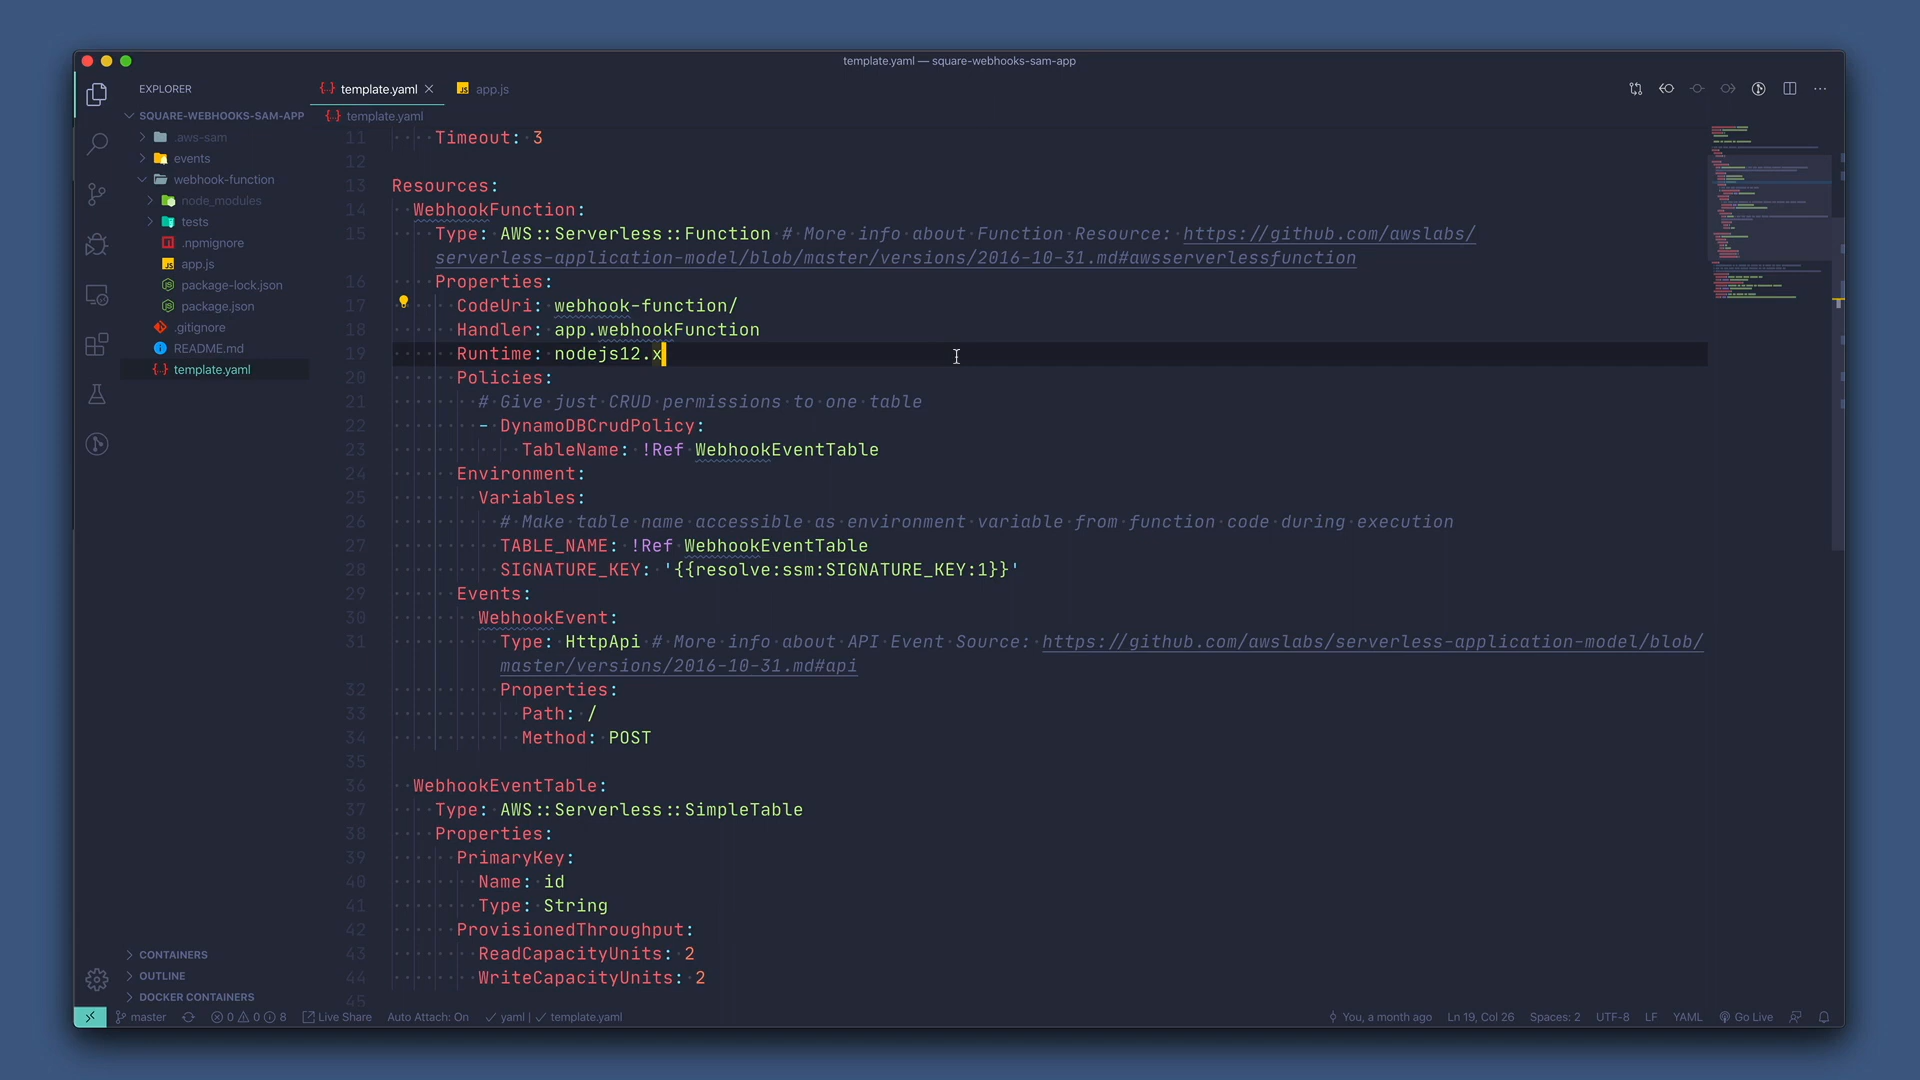 template.yaml — square-webhooks-sam-app
EXPLORER
template.yaml
app.js
SQUARE-WEBHOOKS-SAM-APP
template.yaml
.aws-sam
events
webhook-function
node_modules
tests
.npmignore
app.js
package-lock.json
package.json
.gitignore
README.md
template.yaml
11 Timeout: 3
12
13 Resources:
14 WebhookFunction:
15 Type: AWS::Serverless::Function # More info about Function Resource: https://github.com/awslabs/
serverless-application-model/blob/master/versions/2016-10-31.md#awsserverlessfunction
16 Properties:
17 CodeUri: webhook-function/
18 Handler: app.webhookFunction
19 Runtime: nodejs12.x
20 Policies:
21 # Give just CRUD permissions to one table
22 - DynamoDBCrudPolicy:
23 TableName: !Ref WebhookEventTable
24 Environment:
25 Variables:
26 # Make table name accessible as environment variable from function code during execution
27 TABLE_NAME: !Ref WebhookEventTable
28 SIGNATURE_KEY: '{{resolve:ssm:SIGNATURE_KEY:1}}'
29 Events:
30 WebhookEvent:
31 Type: HttpApi # More info about API Event Source: https://github.com/awslabs/serverless-application-model/blob/
master/versions/2016-10-31.md#api
32 Properties:
33 Path: /
34 Method: POST
35
36 WebhookEventTable:
37 Type: AWS::Serverless::SimpleTable
38 Properties:
39 PrimaryKey:
40 Name: id
41 Type: String
42 ProvisionedThroughput:
43 ReadCapacityUnits: 2
44 WriteCapacityUnits: 2
45
CONTAINERS
OUTLINE
DOCKER CONTAINERS
master 0 0 8 Live Share Auto Attach: On yaml | template.yaml You, a month ago Ln 19, Col 26 Spaces: 2 UTF-8 LF YAML Go Live